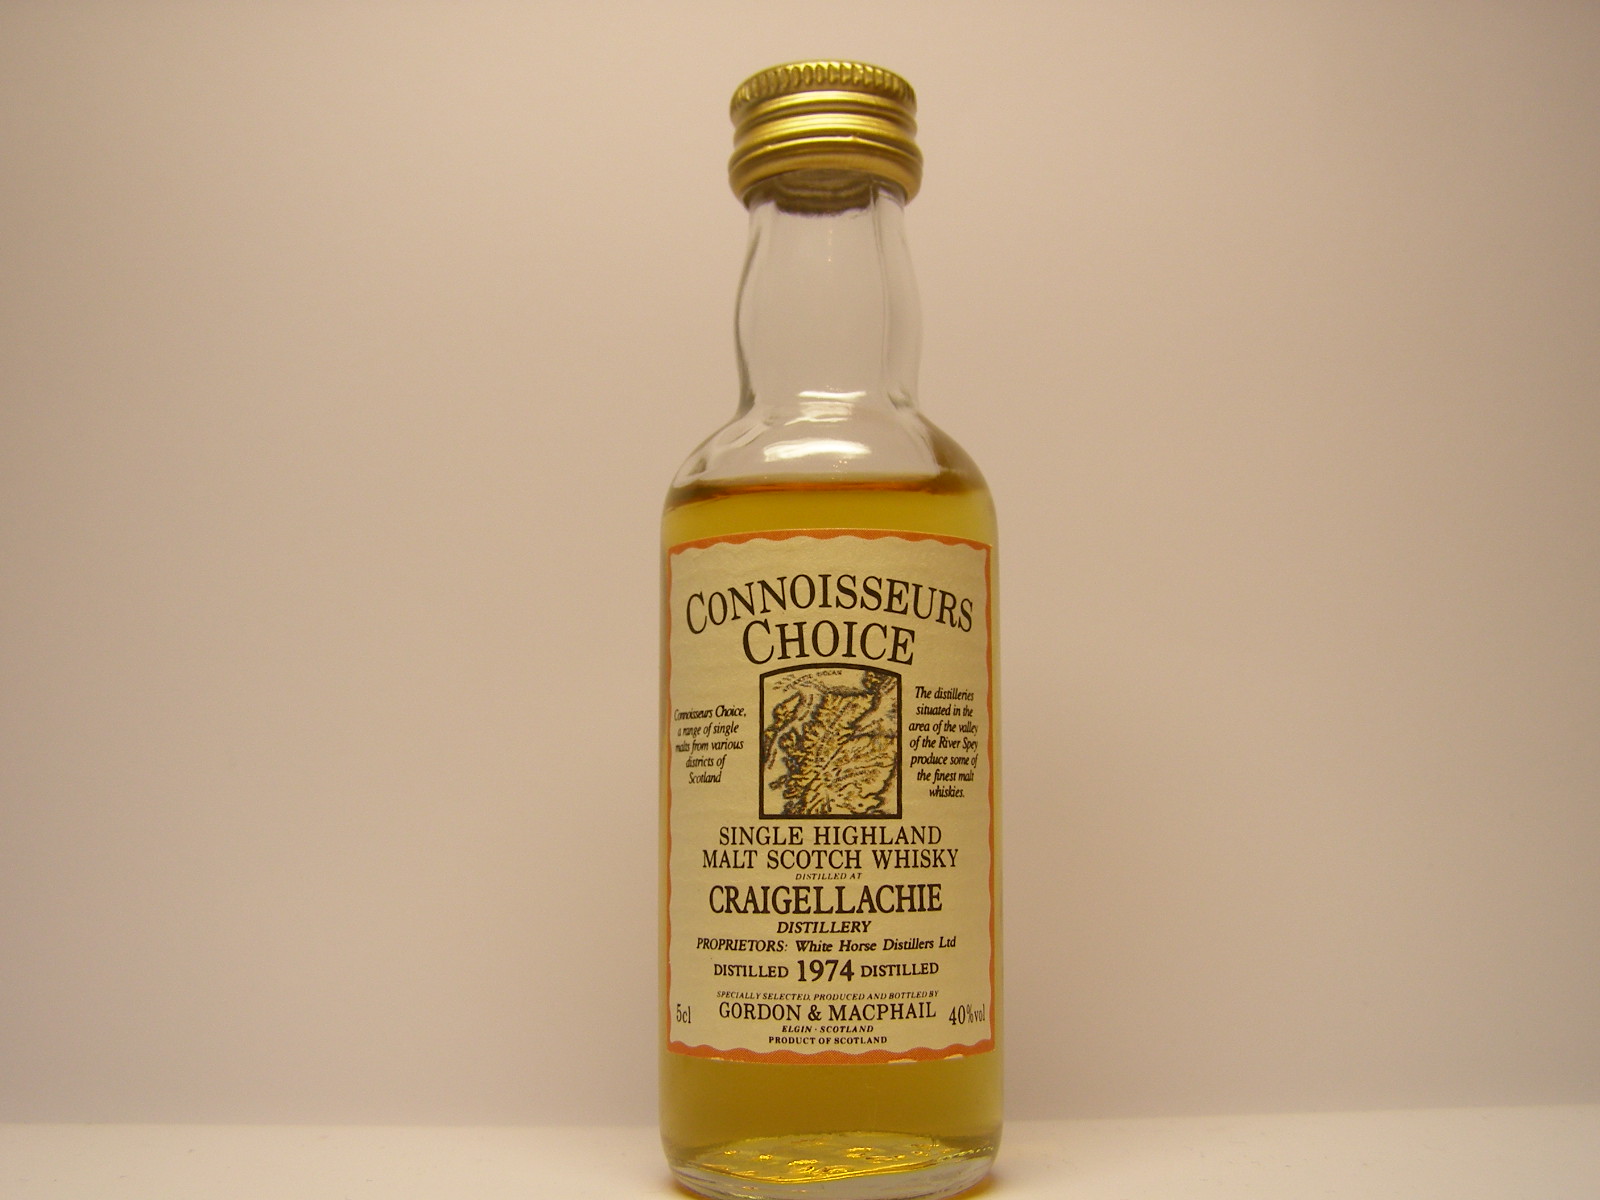 CONNOISSEURS
CHOICE
ATLANTIC OCEAN
Connoisseurs Choice,
a range of single
malts from various
districts of
Scotland
The distilleries
situated in the
area of the valley
of the River Spey
produce some of
the finest malt
whiskies.
SINGLE HIGHLAND
MALT SCOTCH WHISKY
DISTILLED AT
CRAIGELLACHIE
DISTILLERY
PROPRIETORS: White Horse Distillers Ltd
DISTILLED 1974 DISTILLED
SPECIALLY SELECTED, PRODUCED AND BOTTLED BY
5cl GORDON & MACPHAIL 40%vol
ELGIN · SCOTLAND
PRODUCT OF SCOTLAND